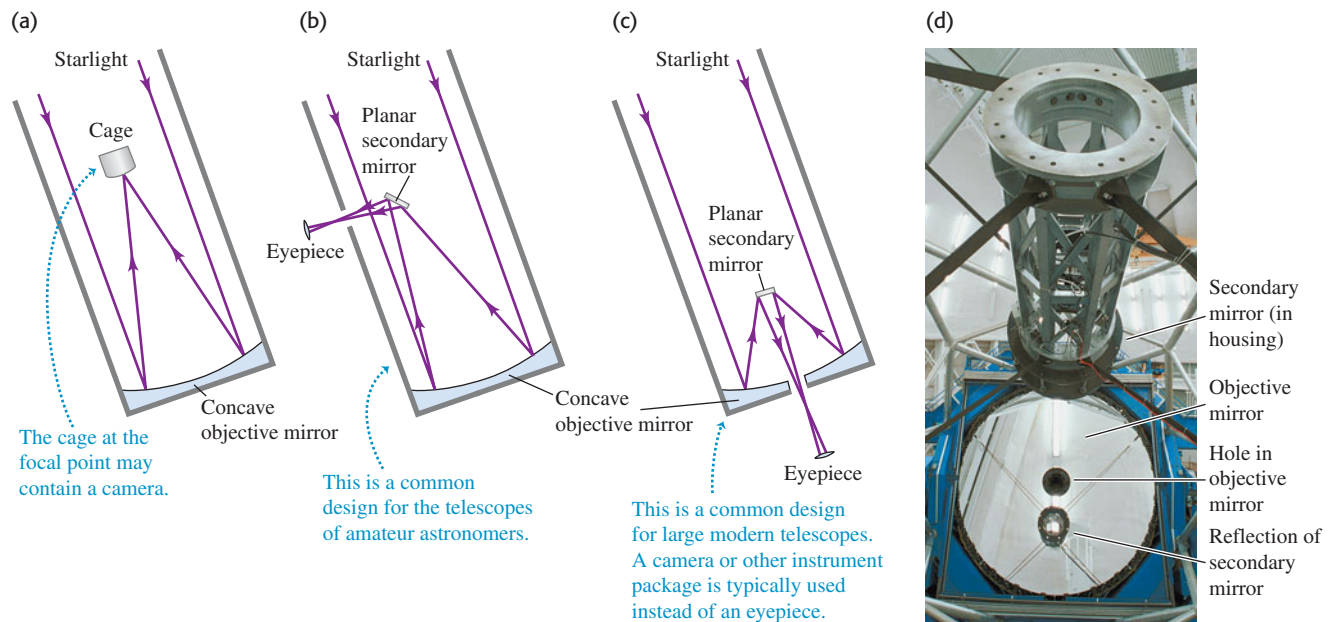 (a)
Starlight
Cage
Concave
objective mirror
The cage at the
focal point may
contain a camera.
(b)
Starlight
Planar
secondary
mirror
Eyepiece
Concave
objective mirror
This is a common
design for the telescopes
of amateur astronomers.
(c)
Starlight
Planar
secondary
mirror
Eyepiece
This is a common design
for large modern telescopes.
A camera or other instrument
package is typically used
instead of an eyepiece.
(d)
Secondary
mirror (in
housing)
Objective
mirror
Hole in
objective
mirror
Reflection of
secondary
mirror